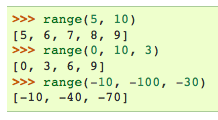 >>> range(5, 10)
[5, 6, 7, 8, 9]
>>> range(0, 10, 3)
[0, 3, 6, 9]
>>> range(-10, -100, -30)
[-10, -40, -70]